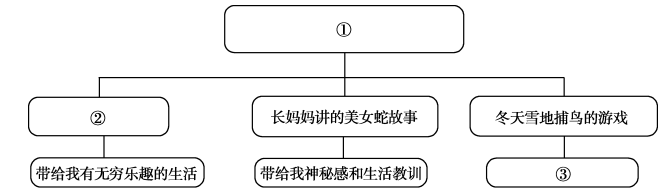 ①
②
长妈妈讲的美女蛇故事
冬天雪地捕鸟的游戏
带给我有无穷乐趣的生活
带给我神秘感和生活教训
③